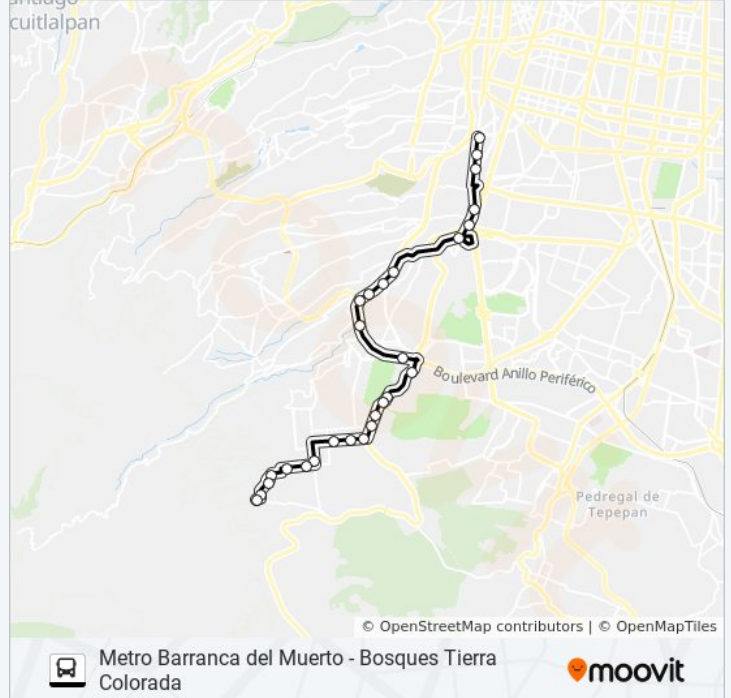 cuitlalpan
Boulevard Anillo Periférico
Pedregal de
Tepepan
© OpenStreetMap contributors | © OpenMapTiles
Metro Barranca del Muerto - Bosques Tierra
Colorada
moovit